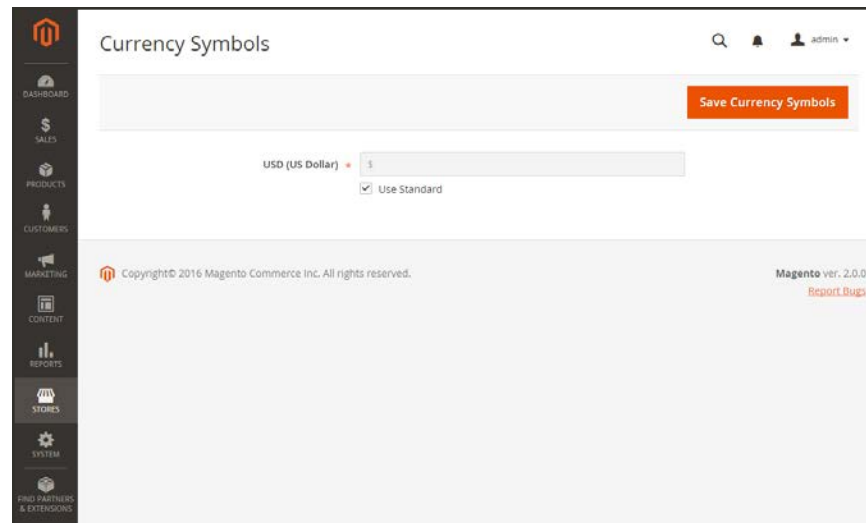 Currency Symbols
admin
Save Currency Symbols
USD (US Dollar) *
$
Use Standard
DASHBOARD
$
SALES
PRODUCTS
CUSTOMERS
MARKETING
CONTENT
REPORTS
STORES
SYSTEM
FIND PARTNERS
& EXTENSIONS
Copyright© 2016 Magento Commerce Inc. All rights reserved.
Magento ver. 2.0.0
Report Bugs